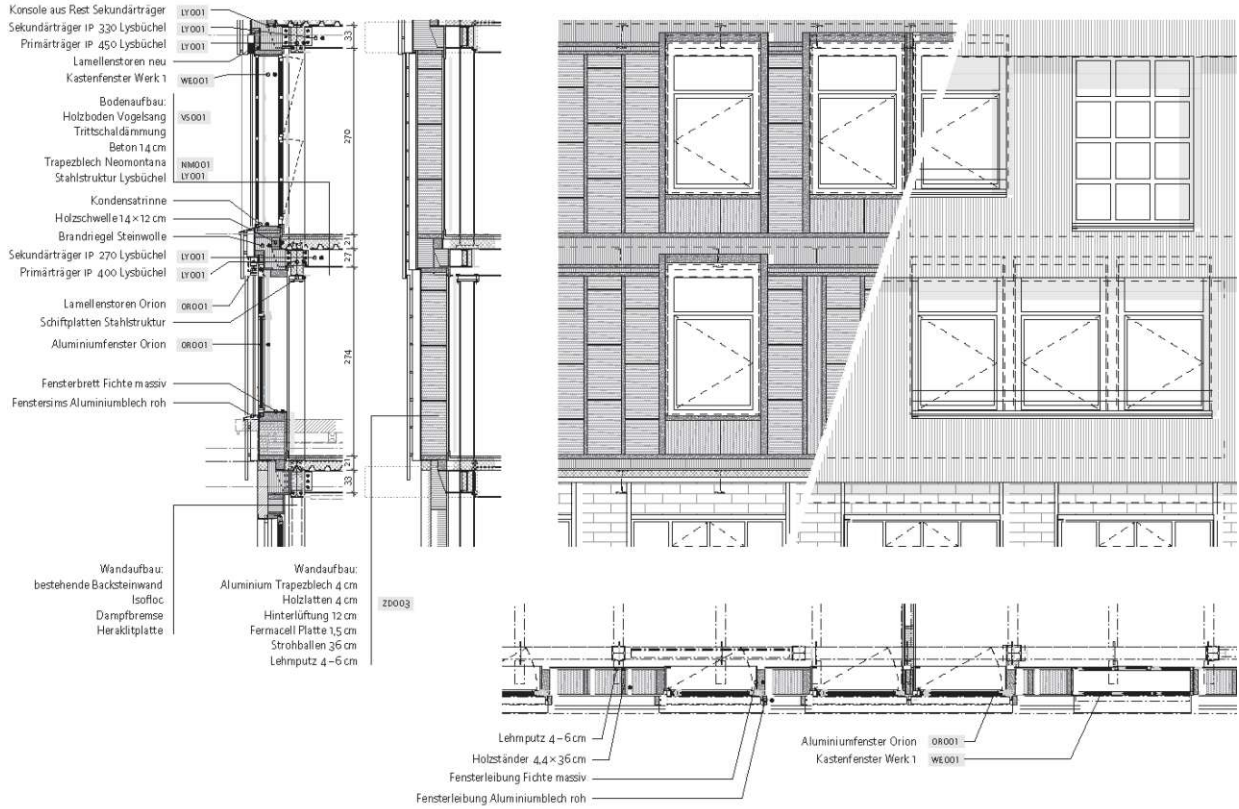 Konsole aus Rest Sekundärträger LY001
Sekundärträger IP 330 Lysbüchel LY001
Primärträger IP 450 Lysbüchel LY001
Lamellenstoren neu
Kastenfenster Werk 1 WE001
Bodenaufbau:
Holzboden Vogelsang VS001
Trittschaldämmung
Beton 14 cm
Trapezblech Neomontana NM001
Stahlstruktur Lysbüchel LY001
Kondensatrinne
Holzschwelle 14 × 12 cm
Brandriegel Steinwolle
Sekundärträger IP 270 Lysbüchel LY001
Primärträger IP 400 Lysbüchel LY001
Lamellenstoren Orion OR001
Schiftplatten Stahlstruktur
Aluminiumfenster Orion OR001
Fensterbrett Fichte massiv
Fenstersims Aluminiumblech roh
33
270
21
27
274
21
33
Wandaufbau:
bestehende Backsteinwand
Isofloc
Dampfbremse
Heraklitplatte
Wandaufbau:
Aluminium Trapezblech 4 cm
Holzlatten 4 cm
Hinterlüftung 12 cm
Fermacell Platte 1,5 cm
Strohballen 36 cm
Lehmputz 4 – 6 cm
ZD003
Lehmputz 4 – 6 cm
Holzständer 4,4 × 36 cm
Fensterleibung Fichte massiv
Fensterleibung Aluminiumblech roh
Aluminiumfenster Orion OR001
Kastenfenster Werk 1 WE001